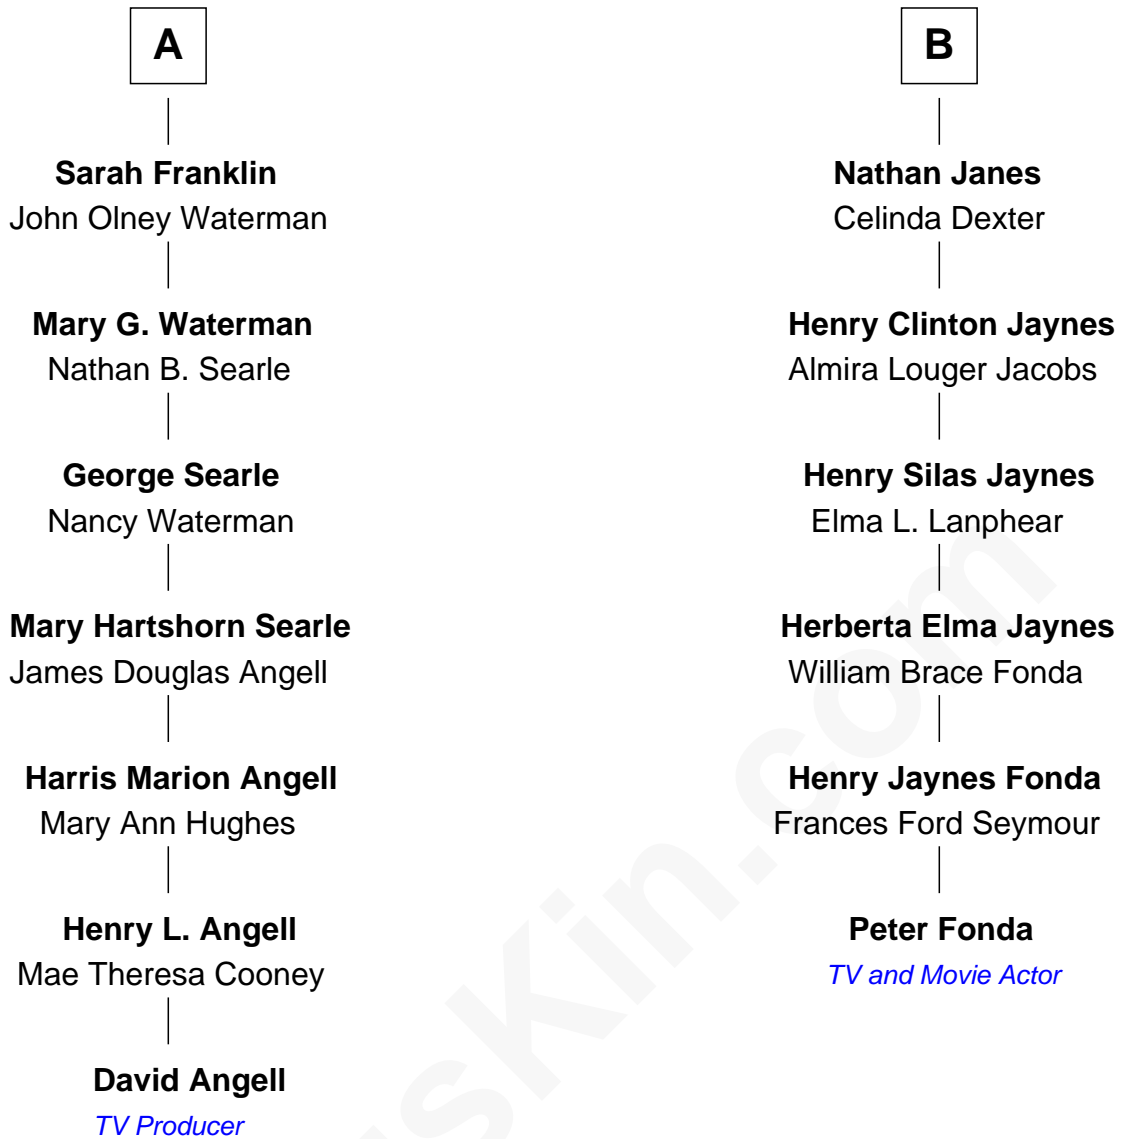 A
Sarah Franklin
John Olney Waterman
Mary G. Waterman
Nathan B. Searle
George Searle
Nancy Waterman
Mary Hartshorn Searle
James Douglas Angell
Harris Marion Angell
Mary Ann Hughes
Henry L. Angell
Mae Theresa Cooney
David Angell
TV Producer
B
Nathan Janes
Celinda Dexter
Henry Clinton Jaynes
Almira Louger Jacobs
Henry Silas Jaynes
Elma L. Lanphear
Herberta Elma Jaynes
William Brace Fonda
Henry Jaynes Fonda
Frances Ford Seymour
Peter Fonda
TV and Movie Actor